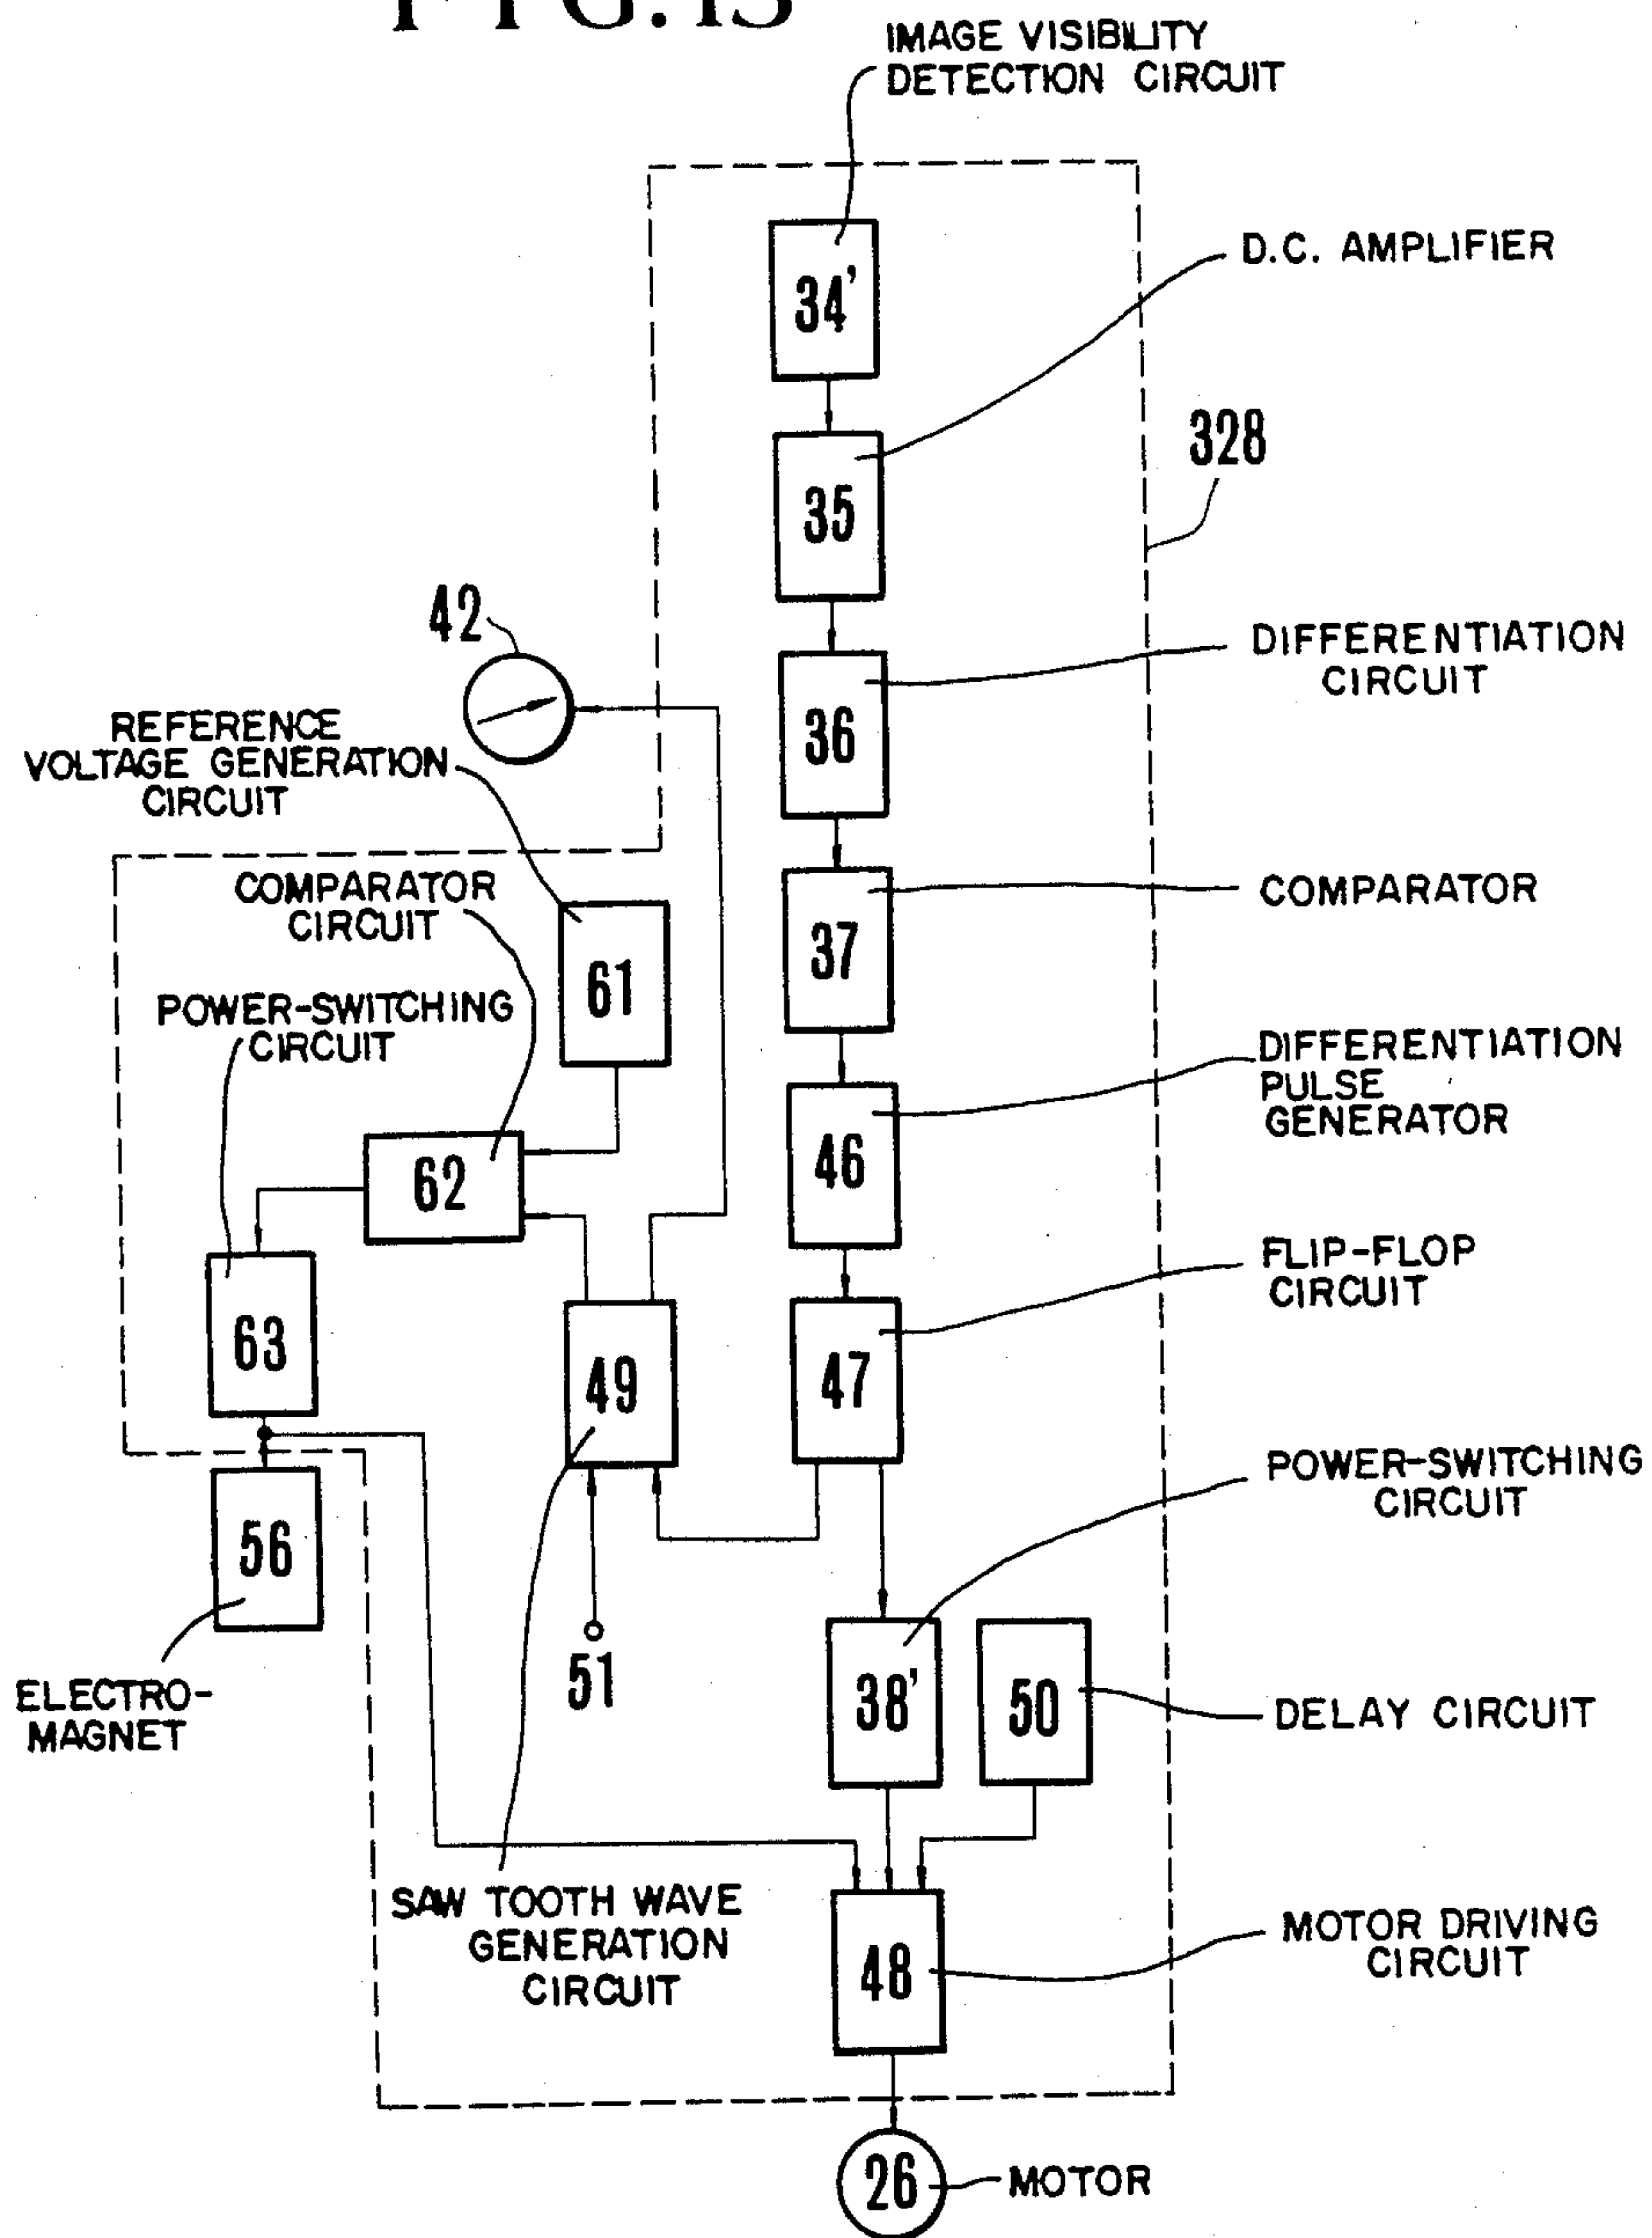 FIG. 13
IMAGE VISIBILITY
DETECTION CIRCUIT
34'
D.C. AMPLIFIER
35
328
42
DIFFERENTIATION
CIRCUIT
36
REFERENCE
VOLTAGE GENERATION
CIRCUIT
COMPARATOR
CIRCUIT
COMPARATOR
37
61
POWER-SWITCHING
CIRCUIT
DIFFERENTIATION
PULSE
GENERATOR
62
46
FLIP-FLOP
CIRCUIT
63
49
47
POWER-SWITCHING
CIRCUIT
56
51
38'
50
ELECTRO-
MAGNET
DELAY CIRCUIT
SAW TOOTH WAVE
GENERATION
CIRCUIT
48
MOTOR DRIVING
CIRCUIT
26
MOTOR